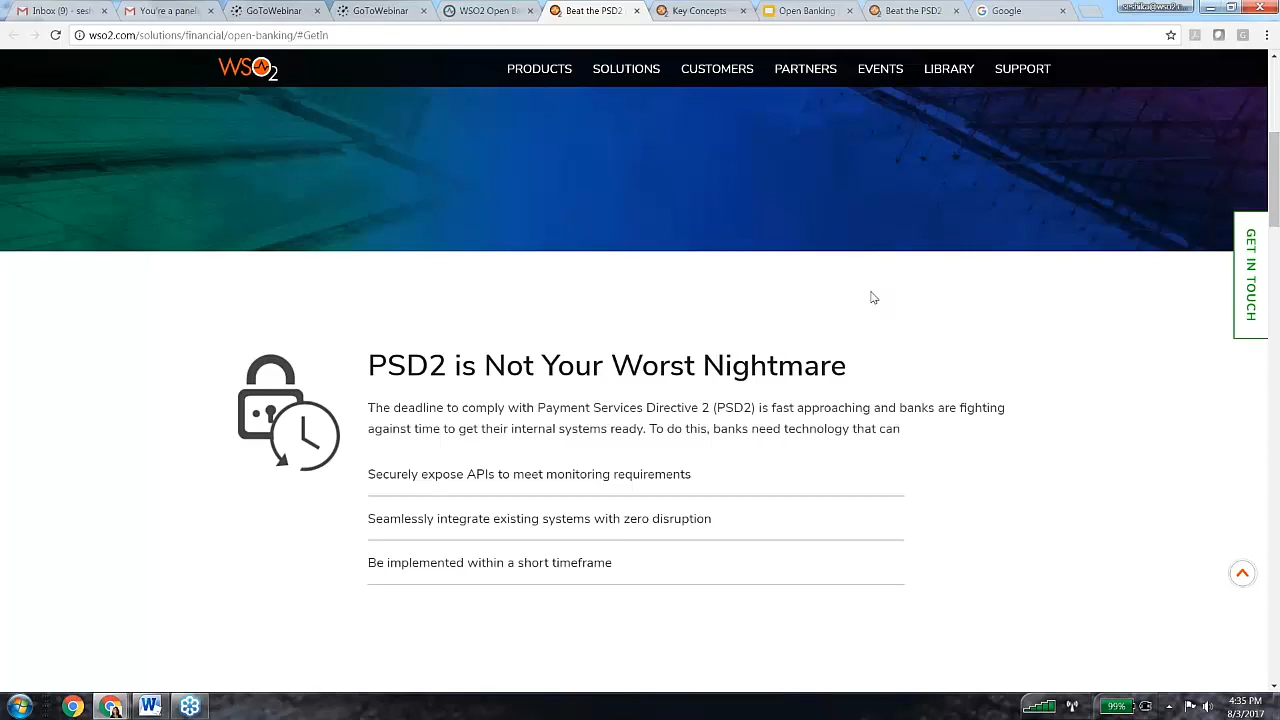 Inbox (9) - sesh
You're a panel
GoToWebinar
GoToWebinar
WSO2 Open Ba
Beat the PSD2
Key Concepts
Open Banking
Beat the PSD2
Google
seshika@wso2.
wso2.com/solutions/financial/open-banking/#GetIn
WSO2
PRODUCTS SOLUTIONS CUSTOMERS PARTNERS EVENTS LIBRARY SUPPORT
GET IN TOUCH
PSD2 is Not Your Worst Nightmare
The deadline to comply with Payment Services Directive 2 (PSD2) is fast approaching and banks are fighting
against time to get their internal systems ready. To do this, banks need technology that can
Securely expose APIs to meet monitoring requirements
Seamlessly integrate existing systems with zero disruption
Be implemented within a short timeframe
99%
4:35 PM
8/3/2017